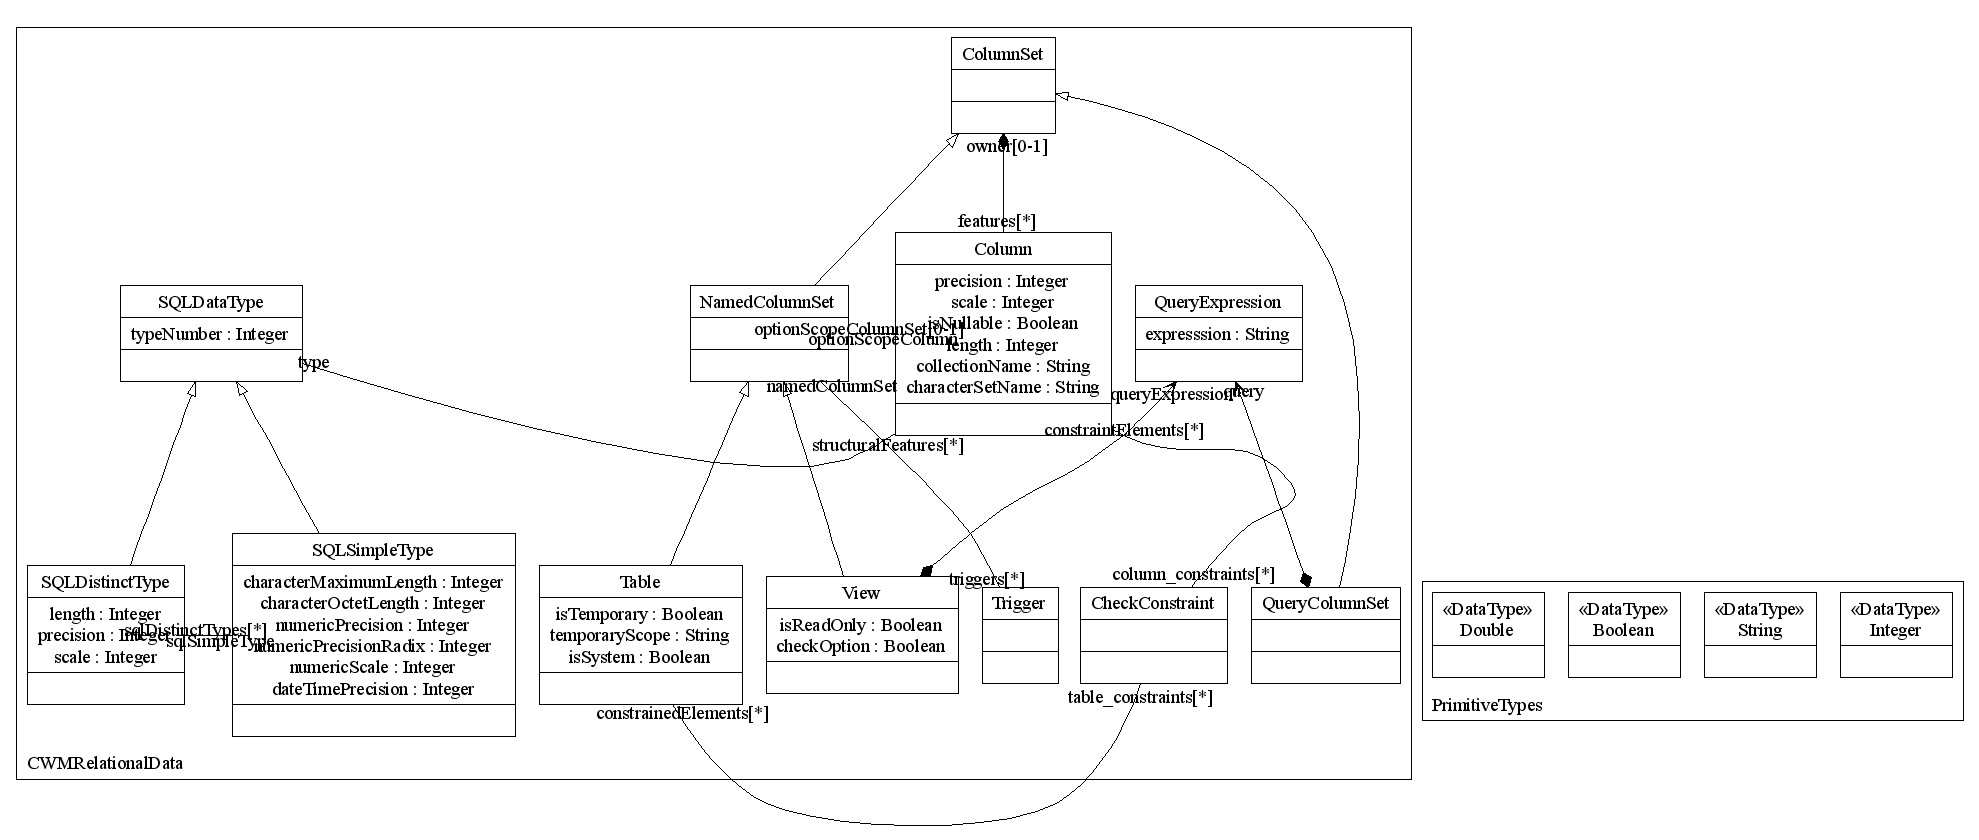 ColumnSet
owner[0-1]
features[*]
Column
precision : Integer
scale : Integer
isNullable : Boolean
length : Integer
collectionName : String
characterSetName : String
SQLDataType
typeNumber : Integer
type
NamedColumnSet
optionScopeColumnSet[0-1]
optionScopeColumn
namedColumnSet
QueryExpression
expresssion : String
queryExpression
query
constraintElements[*]
structuralFeatures[*]
SQLDistinctType
length : Integer
precision : Integer
scale : Integer
sqlDistinctTypes[*]
sqlSimpleType
SQLSimpleType
characterMaximumLength : Integer
characterOctetLength : Integer
numericPrecision : Integer
numericPrecisionRadix : Integer
numericScale : Integer
dateTimePrecision : Integer
Table
isTemporary : Boolean
temporaryScope : String
isSystem : Boolean
constrainedElements[*]
View
isReadOnly : Boolean
checkOption : Boolean
triggers[*]
Trigger
column_constraints[*]
CheckConstraint
table_constraints[*]
QueryColumnSet
CWMRelationalData
«DataType»
Double
«DataType»
Boolean
«DataType»
String
«DataType»
Integer
PrimitiveTypes